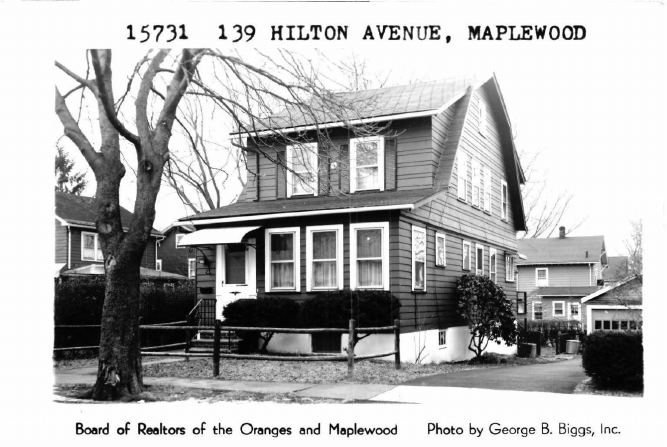 15731 139 HILTON AVENUE, MAPLEWOOD
Board of Realtors of the Oranges and Maplewood Photo by George B. Biggs, Inc.